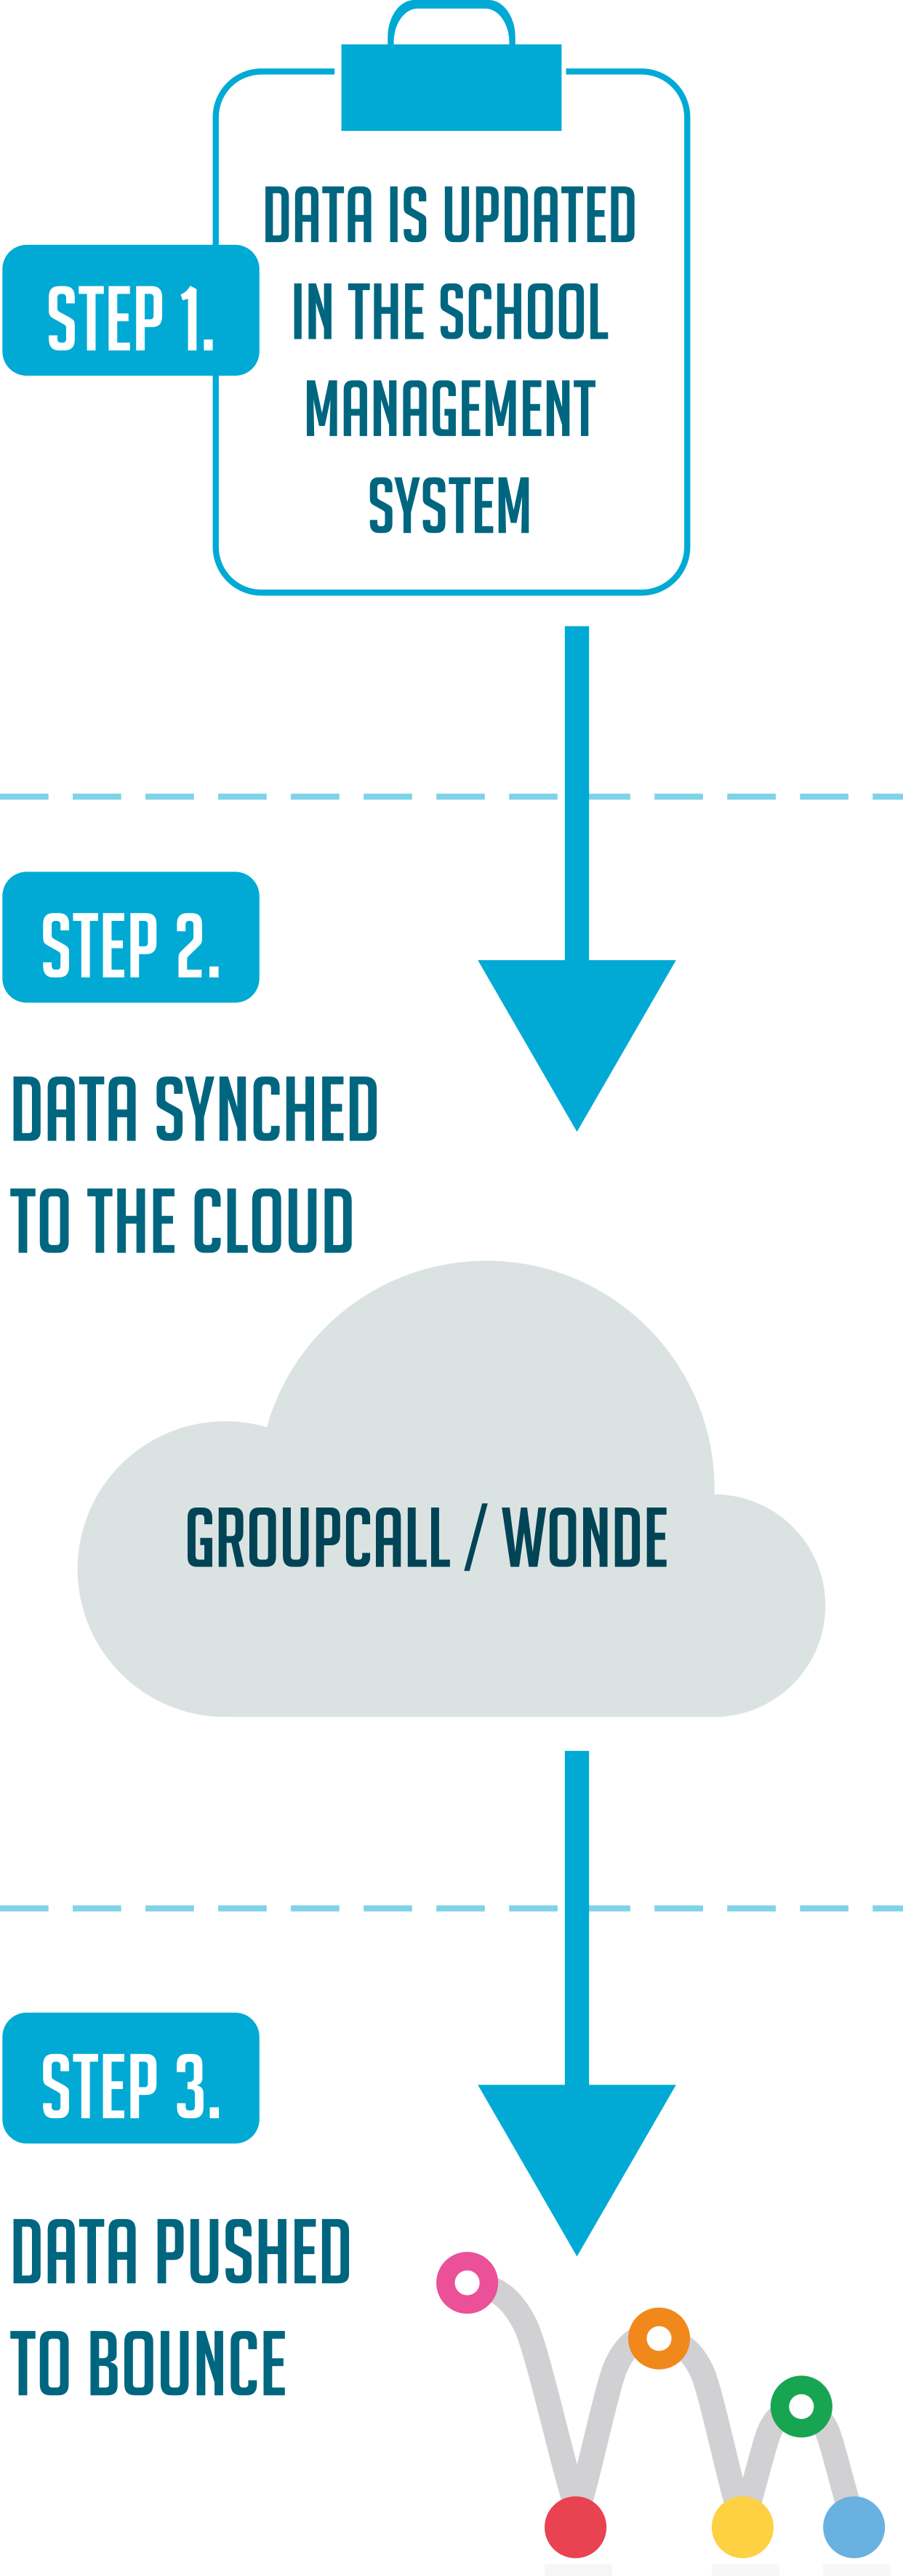 DATA IS UPDATED
IN THE SCHOOL
STEP 1.
MANAGEMENT
SYSTEM
STEP 2.
DATA SYNCHED
TO THE CLOUD
GROUPCALL / WONDE
STEP 3.
DATA PUSHED
TO BOUNCE